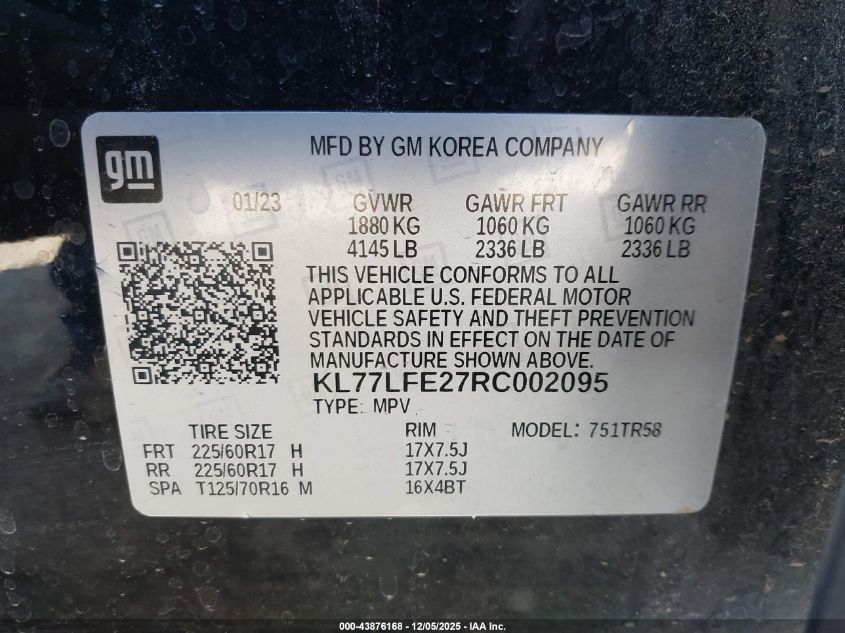 gm
MFD BY GM KOREA COMPANY
01/23 GVWR GAWR FRT GAWR RR
1880 KG 1060 KG 1060 KG
4145 LB 2336 LB 2336 LB
THIS VEHICLE CONFORMS TO ALL
APPLICABLE U.S. FEDERAL MOTOR
VEHICLE SAFETY AND THEFT PREVENTION
STANDARDS IN EFFECT ON THE DATE OF
MANUFACTURE SHOWN ABOVE.
KL77LFE27RC002095
TYPE: MPV
TIRE SIZE RIM MODEL: 751TR58
FRT 225/60R17 H 17X7.5J
RR 225/60R17 H 17X7.5J
SPA T125/70R16 M 16X4BT
000-43876168 - 12/05/2025 - IAA Inc.